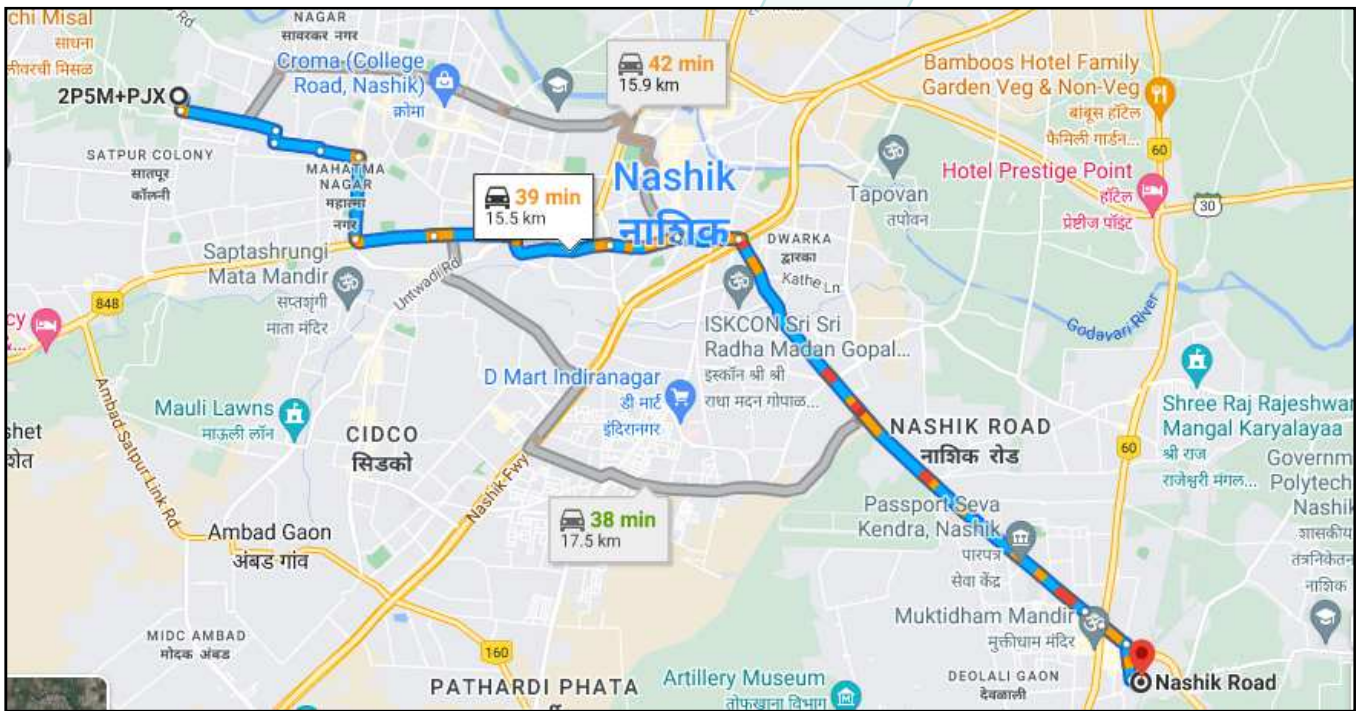 chi Misal
साधना
NAGAR
सावरकर नगर
Croma (College
Road, Nashik)
क्रोमा
42 min
15.9 km
Bamboos Hotel Family
Garden Veg & Non-Veg
बांबूस हॉटेल
फॅमिली गार्डन...
2P5M+PJX
SATPUR COLONY
सातपूर
कॉलनी
MAHATMA
NAGAR
महात्मा
नगर
39 min
15.5 km
Nashik
नाशिक
Tapovan
तपोवन
Hotel Prestige Point
हॉटेल
प्रेस्टीज पॉइंट
60
30
DWARKA
द्वारका
Kathe Ln
Saptashrungi
Mata Mandir
सप्तशृंगी
माता मंदिर
Untwadi Rd
848
cy
ISKCON Sri Sri
Radha Madan Gopal...
इस्कॉन श्री श्री
राधा मदन गोपाळ...
Godavari River
D Mart Indiranagar
डी मार्ट
इंदिरानगर
Mauli Lawns
माऊली लॉन
CIDCO
सिडको
Ambad Satpur Link Rd
Nashik Fwy
NASHIK ROAD
नाशिक रोड
60
Shree Raj Rajeshwar
Mangal Karyalayaa
श्री राज
राजेश्वरी मंगल...
Governm
Polytech
Nashik
शासकीय
तंत्रनिकेतन
नाशिक
shet
शेत
38 min
17.5 km
Passport Seva
Kendra, Nashik
पारपत्र
सेवा केंद्र
Ambad Gaon
अंबड गांव
MIDC AMBAD
मोदक अंबड
160
Muktidham Mandir
मुक्तीधाम मंदिर
PATHARDI PHATA
Artillery Museum
तोफखाना विभाग
DEOLALI GAON
देवळाली
Nashik Road